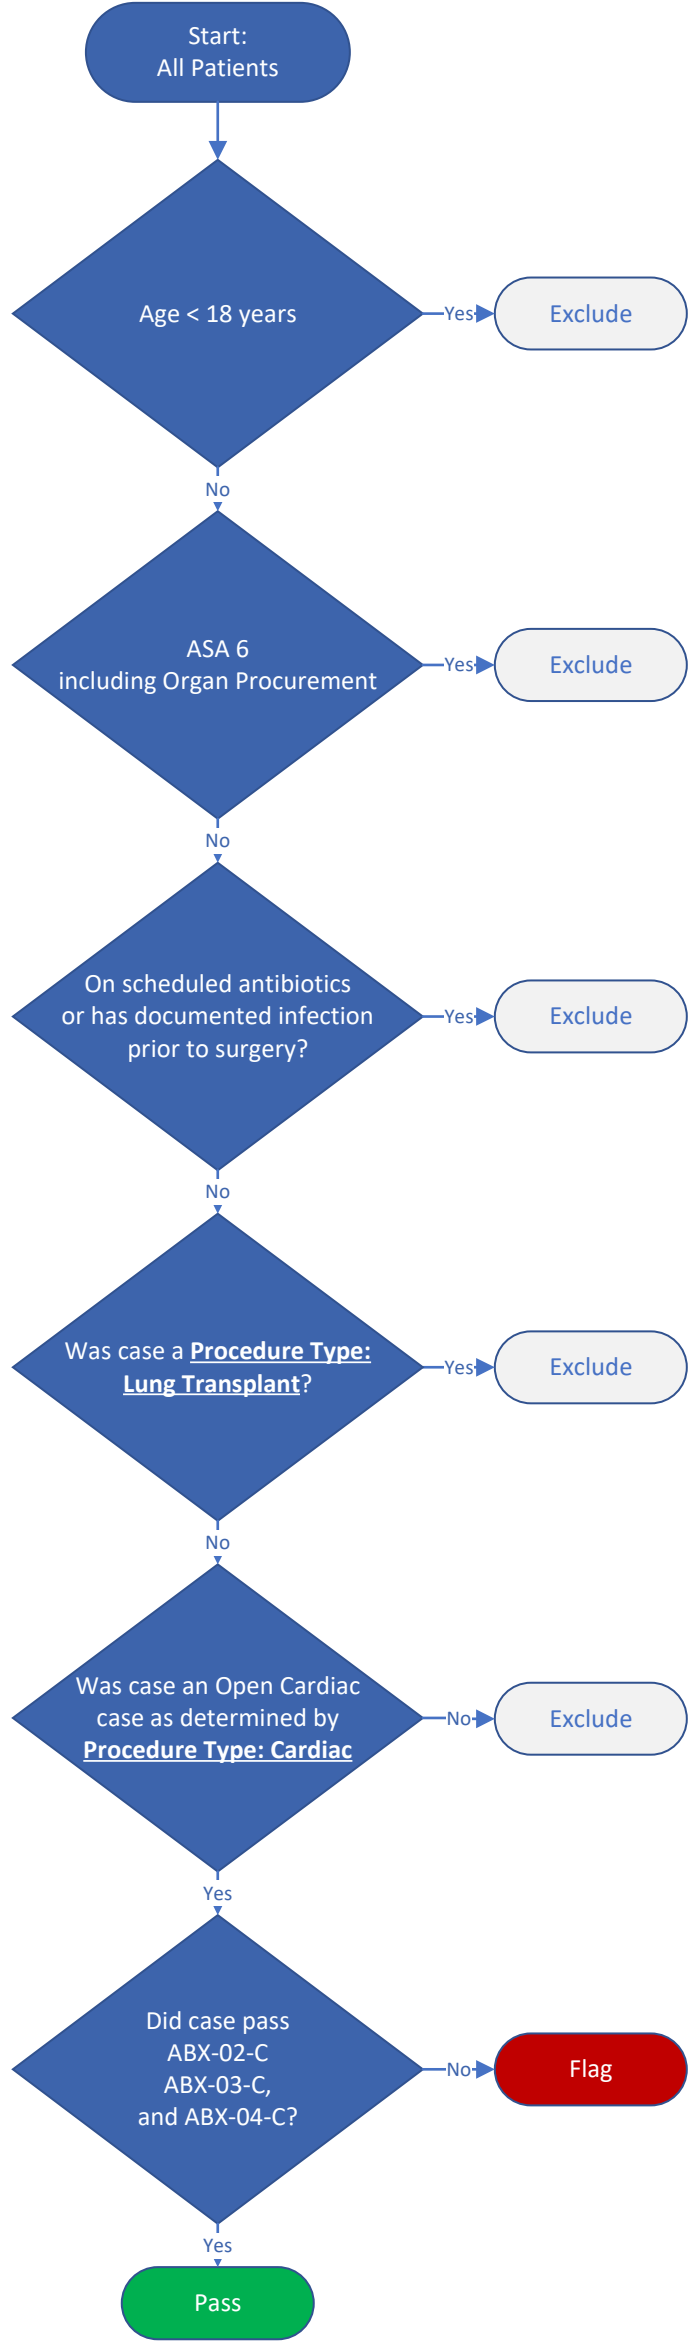 Start:
All Patients
Age < 18 years
Yes
Exclude
No
ASA 6
including Organ Procurement
Yes
Exclude
No
On scheduled antibiotics
or has documented infection
prior to surgery?
Yes
Exclude
No
Was case a Procedure Type:
Lung Transplant?
Yes
Exclude
No
Was case an Open Cardiac
case as determined by
Procedure Type: Cardiac
No
Exclude
Yes
Did case pass
ABX-02-C
ABX-03-C,
and ABX-04-C?
No
Flag
Yes
Pass